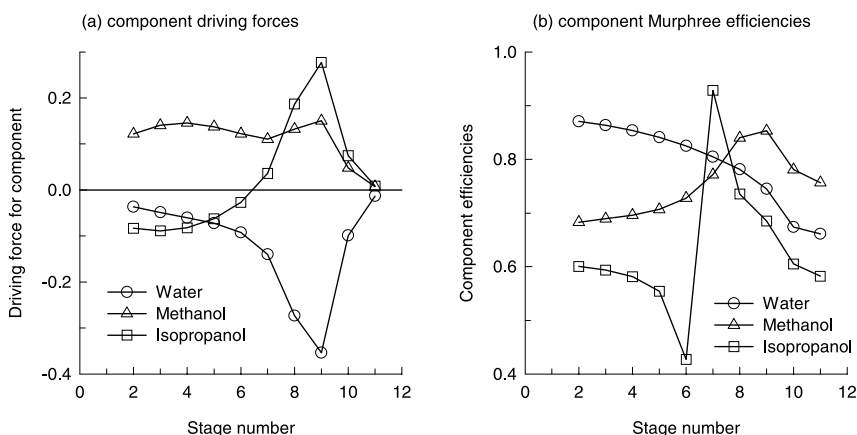 (a) component driving forces
Driving force for component
0.2
0.0
-0.2
-0.4
Water
Methanol
Isopropanol
0 2 4 6 8 10 12
Stage number
(b) component Murphree efficiencies
Component efficiencies
1.0
0.8
0.6
0.4
Water
Methanol
Isopropanol
0 2 4 6 8 10 12
Stage number